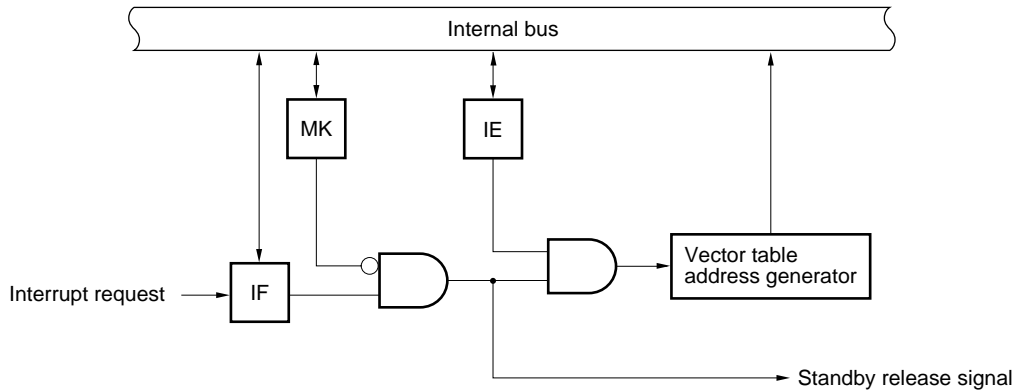 Internal bus
MK
IE
Vector table
address generator
Interrupt request
IF
Standby release signal